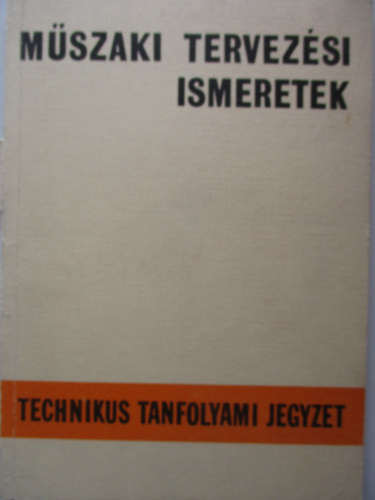 MŰSZAKI TERVEZÉSI
ISMERETEK
TECHNIKUS TANFOLYAMI JEGYZET